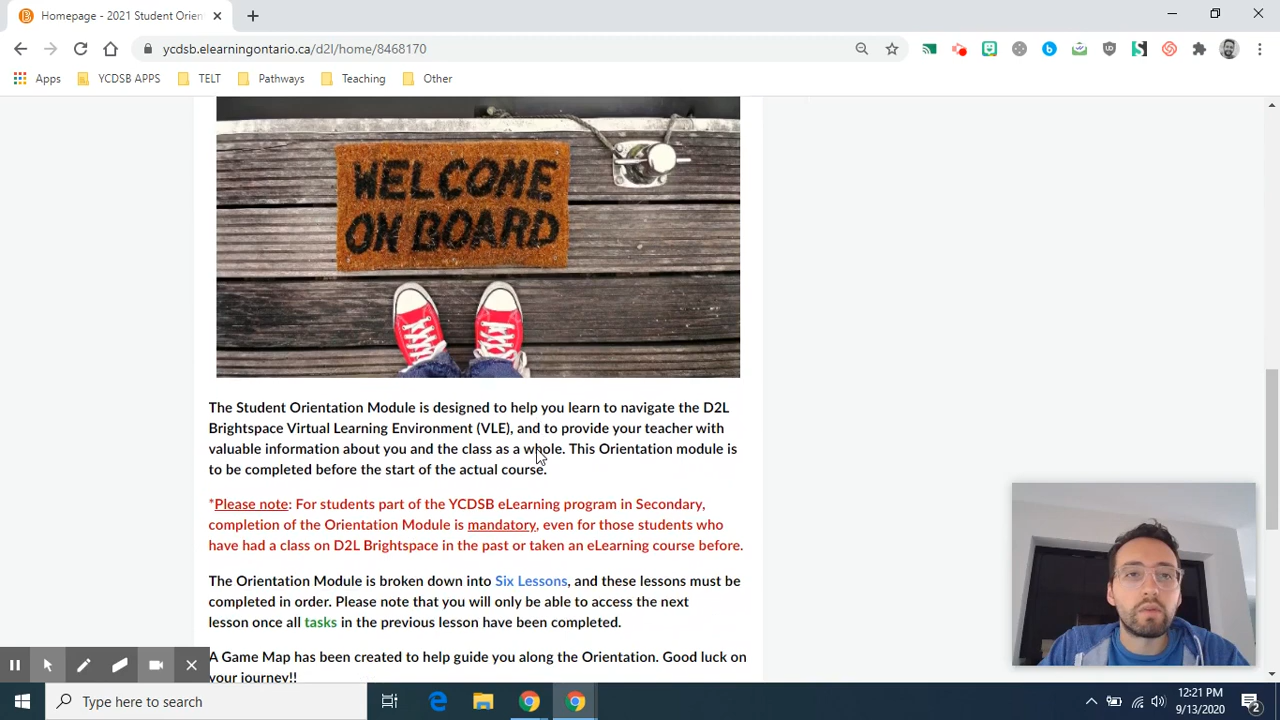 Homepage - 2021 Student Orien
ycdsb.elearningontario.ca/d2l/home/8468170
Apps YCDSB APPS TELT Pathways Teaching Other
WELCOME
ON BOARD
The Student Orientation Module is designed to help you learn to navigate the D2L
Brightspace Virtual Learning Environment (VLE), and to provide your teacher with
valuable information about you and the class as a whole. This Orientation module is
to be completed before the start of the actual course.
*Please note: For students part of the YCDSB eLearning program in Secondary,
completion of the Orientation Module is mandatory, even for those students who
have had a class on D2L Brightspace in the past or taken an eLearning course before.
The Orientation Module is broken down into Six Lessons, and these lessons must be
completed in order. Please note that you will only be able to access the next
lesson once all tasks in the previous lesson have been completed.
A Game Map has been created to help guide you along the Orientation. Good luck on
your journey!!
Type here to search
12:21 PM
9/13/2020
2